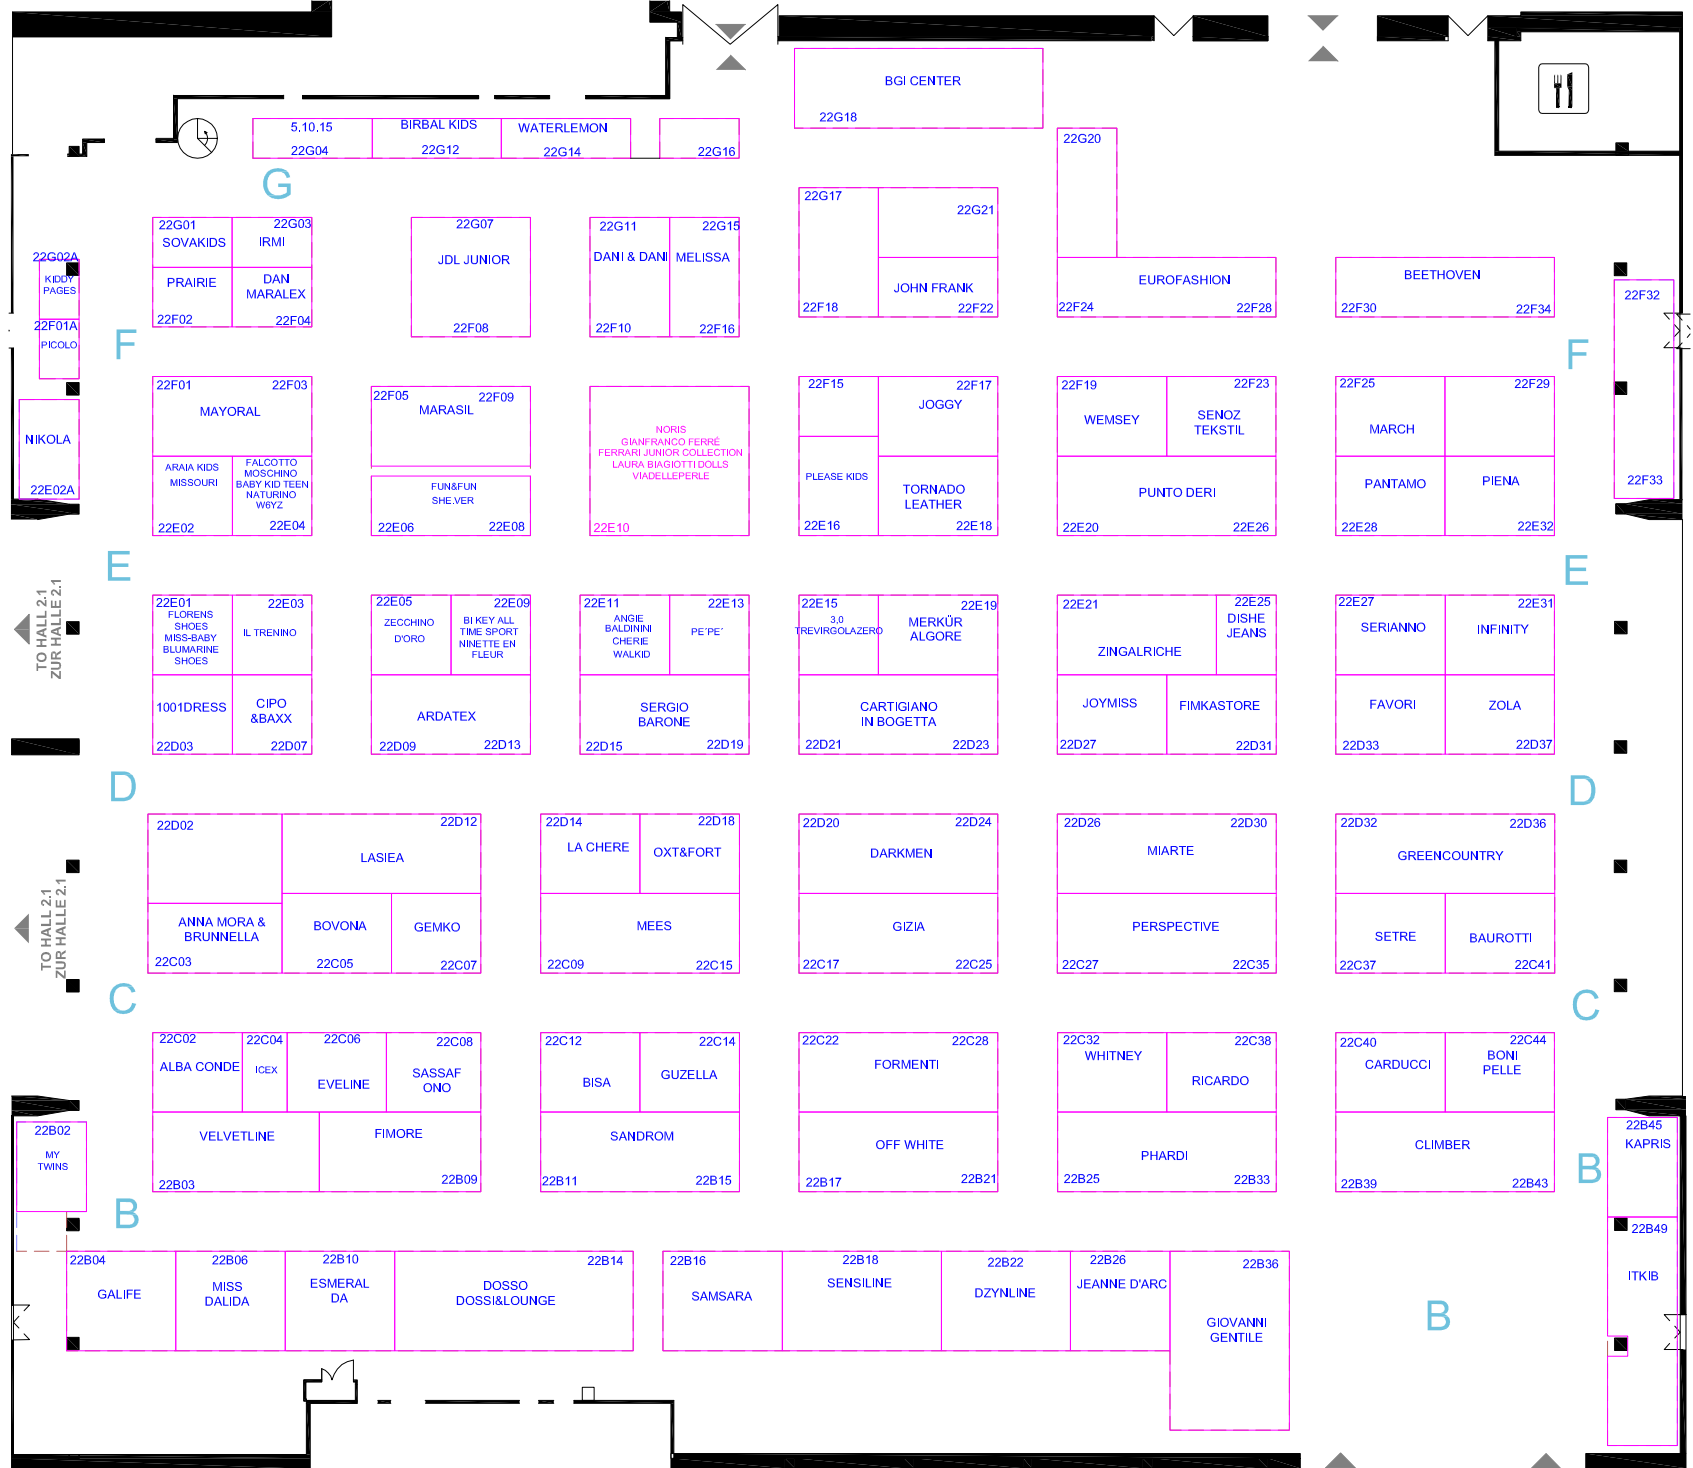 BGI CENTER
22G18
5.10.15
22G04
BIRBAL KIDS
22G12
WATERLEMON
22G14
22G16
22G20
G
22G01
SOVAKIDS
22G03
IRMI
PRAIRIE
22F02
DAN
MARALEX
22F04
22G07
JDL JUNIOR
22F08
22G11
DANI & DANI
22F10
22G15
MELISSA
22F16
22G17
22F18
22G21
JOHN FRANK
22F22
EUROFASHION
22F24
22F28
BEETHOVEN
22F30
22F34
22F32
22F33
22G02A
KIDDY
PAGES
22F01A
PICOLO
NIKOLA
22E02A
F
F
22F01
22F03
MAYORAL
ARAIA KIDS
MISSOURI
22E02
FALCOTTO
MOSCHINO
BABY KID TEEN
NATURINO
W6YZ
22E04
22F05
22F09
MARASIL
FUN&FUN
SHE.VER
22E06
22E08
NORIS
GIANFRANCO FERRÉ
FERRARI JUNIOR COLLECTION
LAURA BIAGIOTTI DOLLS
VIADELLEPERLE
22E10
22F15
22F17
JOGGY
PLEASE KIDS
22E16
TORNADO
LEATHER
22E18
22F19
WEMSEY
22F23
SENOZ
TEKSTIL
PUNTO DERI
22E20
22E26
22F25
MARCH
22F29
PANTAMO
22E28
PIENA
22E32
E
E
TO HALL 2.1
ZUR HALLE 2.1
22E01
FLORENS
SHOES
MISS-BABY
BLUMARINE
SHOES
22E03
IL TRENINO
1001DRESS
22D03
CIPO
&BAXX
22D07
22E05
ZECCHINO
D'ORO
22E09
BI KEY ALL
TIME SPORT
NINETTE EN
FLEUR
ARDATEX
22D09
22D13
22E11
ANGIE
BALDININI
CHERIE
WALKID
22E13
PE´PE´
SERGIO
BARONE
22D15
22D19
22E15
3,0
TREVIRGOLAZERO
22E19
MERKÜR
ALGORE
CARTIGIANO
IN BOGETTA
22D21
22D23
22E21
ZINGALRICHE
22E25
DISHE
JEANS
JOYMISS
22D27
FIMKASTORE
22D31
22E27
SERIANNO
22E31
INFINITY
FAVORI
22D33
ZOLA
22D37
D
D
TO HALL 2.1
ZUR HALLE 2.1
22D02
22D12
LASIEA
ANNA MORA &
BRUNNELLA
22C03
BOVONA
22C05
GEMKO
22C07
22D14
LA CHERE
22D18
OXT&FORT
MEES
22C09
22C15
22D20
22D24
DARKMEN
GIZIA
22C17
22C25
22D26
22D30
MIARTE
PERSPECTIVE
22C27
22C35
22D32
22D36
GREENCOUNTRY
SETRE
22C37
BAUROTTI
22C41
C
C
22C02
ALBA CONDE
22C04
ICEX
22C06
EVELINE
22C08
SASSAF
ONO
VELVETLINE
22B03
FIMORE
22B09
22C12
BISA
22C14
GUZELLA
SANDROM
22B11
22B15
22C22
22C28
FORMENTI
OFF WHITE
22B17
22B21
22C32
WHITNEY
22C38
RICARDO
PHARDI
22B25
22B33
22C40
CARDUCCI
22C44
BONI
PELLE
CLIMBER
22B39
22B43
22B02
MY
TWINS
22B45
KAPRIS
22B49
ITKIB
B
B
22B04
GALIFE
22B06
MISS
DALIDA
22B10
ESMERAL
DA
22B14
DOSSO
DOSSI&LOUNGE
22B16
SAMSARA
22B18
SENSILINE
22B22
DZYNLINE
22B26
JEANNE D'ARC
22B36
GIOVANNI
GENTILE
B